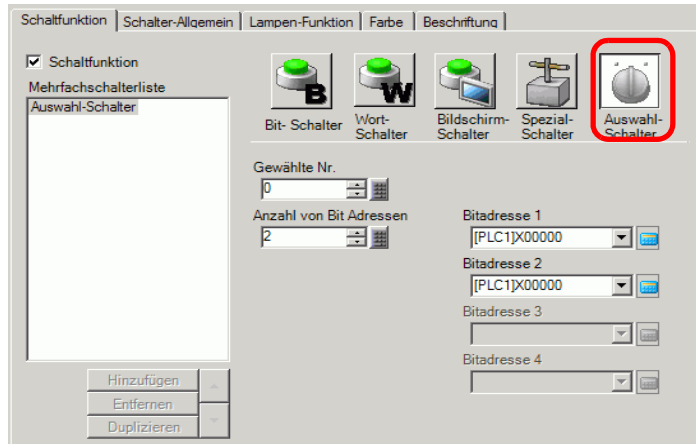 Schaltfunktion Schalter-Allgemein Lampen-Funktion Farbe Beschriftung
Schaltfunktion
Mehrfachschalterliste
Auswahl-Schalter
B
W
Bit- Schalter
Wort-
Schalter
Bildschirm-
Schalter
Spezial-
Schalter
Auswahl-
Schalter
Gewählte Nr.
0
Anzahl von Bit Adressen
2
Bitadresse 1
[PLC1]X00000
Bitadresse 2
[PLC1]X00000
Bitadresse 3
Bitadresse 4
Hinzufügen
Entfernen
Duplizieren